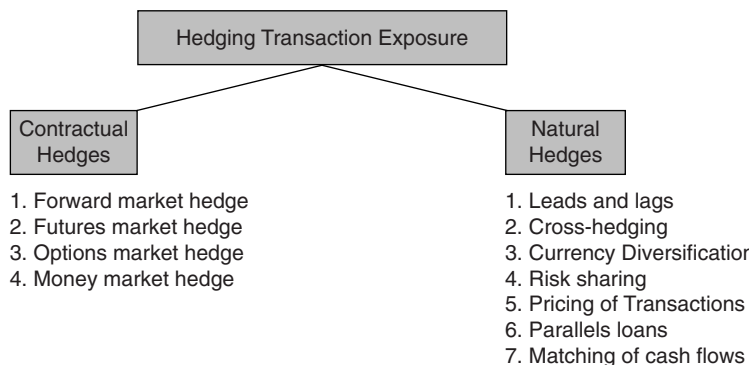 Hedging Transaction Exposure
Contractual
Hedges
1. Forward market hedge
2. Futures market hedge
3. Options market hedge
4. Money market hedge
Natural
Hedges
1. Leads and lags
2. Cross-hedging
3. Currency Diversification
4. Risk sharing
5. Pricing of Transactions
6. Parallels loans
7. Matching of cash flows